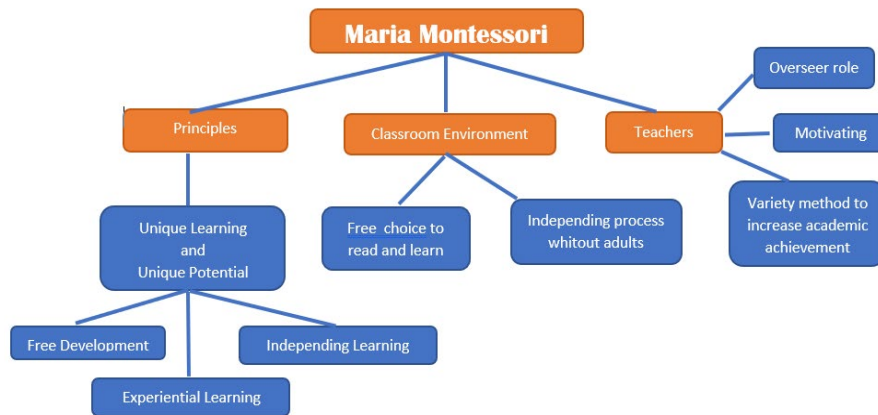 Maria Montessori
Overseer role
Principles
Classroom Environment
Teachers
Motivating
Unique Learning
and
Unique Potential
Free choice to
read and learn
Independing process
whitout adults
Variety method to
increase academic
achievement
Free Development
Independing Learning
Experiential Learning